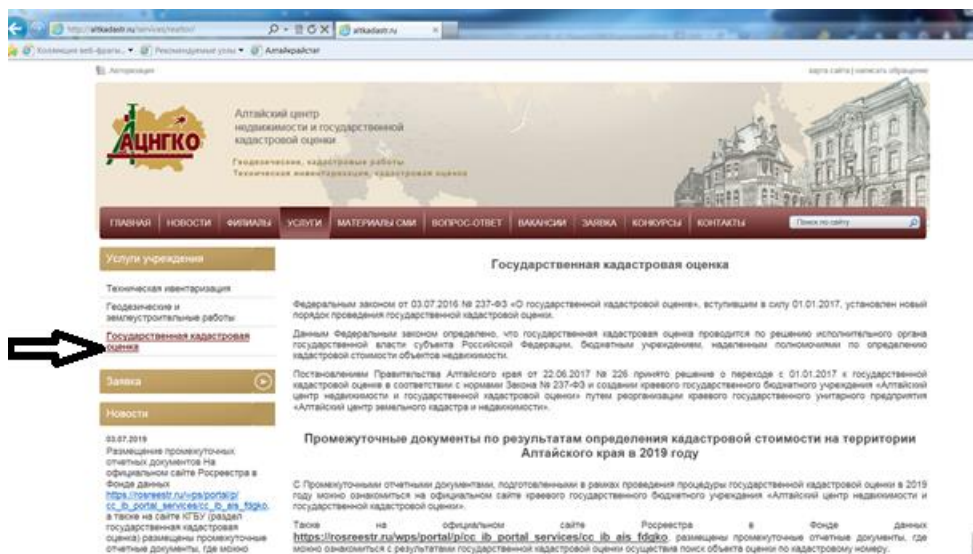 http://altkadastr.ru/services/reestor/
altkadastr.ru
Коллекция веб-фрагм...
Рекомендуемые узлы
Алтайкрайстат
Авторизация
карта сайта | написать обращение
АЦНГКО
Алтайский центр
недвижимости и государственной
кадастровой оценки
Геодезические, кадастровые работы
Техническая инвентаризация, кадастровая оценка
ГЛАВНАЯ НОВОСТИ ФИЛИАЛЫ УСЛУГИ МАТЕРИАЛЫ СМИ ВОПРОС-ОТВЕТ ВАКАНСИИ ЗАЯВКА КОНКУРСЫ КОНТАКТЫ Поиск по сайту
Услуги учреждения
Техническая ивентаризация
Геодезические и
землеустроительные работы
Государственная кадастровая
оценка
Заявка
Новости
03.07.2019
Размещение промежуточных
отчетных документов На
официальном сайте Росреестра в
Фонде данных
https://rosreestr.ru/wps/portal/p/
cc_ib_portal_services/cc_ib_ais_fdgko,
а также на сайте КГБУ (раздел
государственная кадастровая
оценка) размещены промежуточные
отчетные документы, где можно
Государственная кадастровая оценка
Федеральным законом от 03.07.2016 № 237-ФЗ «О государственной кадастровой оценке», вступившим в силу 01.01.2017, установлен новый
порядок проведения государственной кадастровой оценки.
Данным Федеральным законом определено, что государственная кадастровая оценка проводится по решению исполнительного органа
государственной власти субъекта Российской Федерации, бюджетным учреждением, наделенным полномочиями по определению
кадастровой стоимости объектов недвижимости.
Постановлением Правительства Алтайского края от 22.06.2017 № 226 принято решение о переходе с 01.01.2017 к государственной
кадастровой оценке в соответствии с нормами Закона № 237-ФЗ и создании краевого государственного бюджетного учреждения «Алтайский
центр недвижимости и государственной кадастровой оценки» путем реорганизации краевого государственного унитарного предприятия
«Алтайский центр земельного кадастра и недвижимости».
Промежуточные документы по результатам определения кадастровой стоимости на территории
Алтайского края в 2019 году
С Промежуточными отчетными документами, подготовленными в рамках проведения процедуры государственной кадастровой оценки в 2019
году можно ознакомиться на официальном сайте краевого государственного бюджетного учреждения «Алтайский центр недвижимости и
государственной кадастровой оценки».
Также на официальном сайте Росреестра в Фонде данных
https://rosreestr.ru/wps/portal/p/cc_ib_portal_services/cc_ib_ais_fdgko, размещены промежуточные отчетные документы, где
можно ознакомиться с результатами государственной кадастровой оценки осуществив поиск объекта оценки по кадастровому номеру.